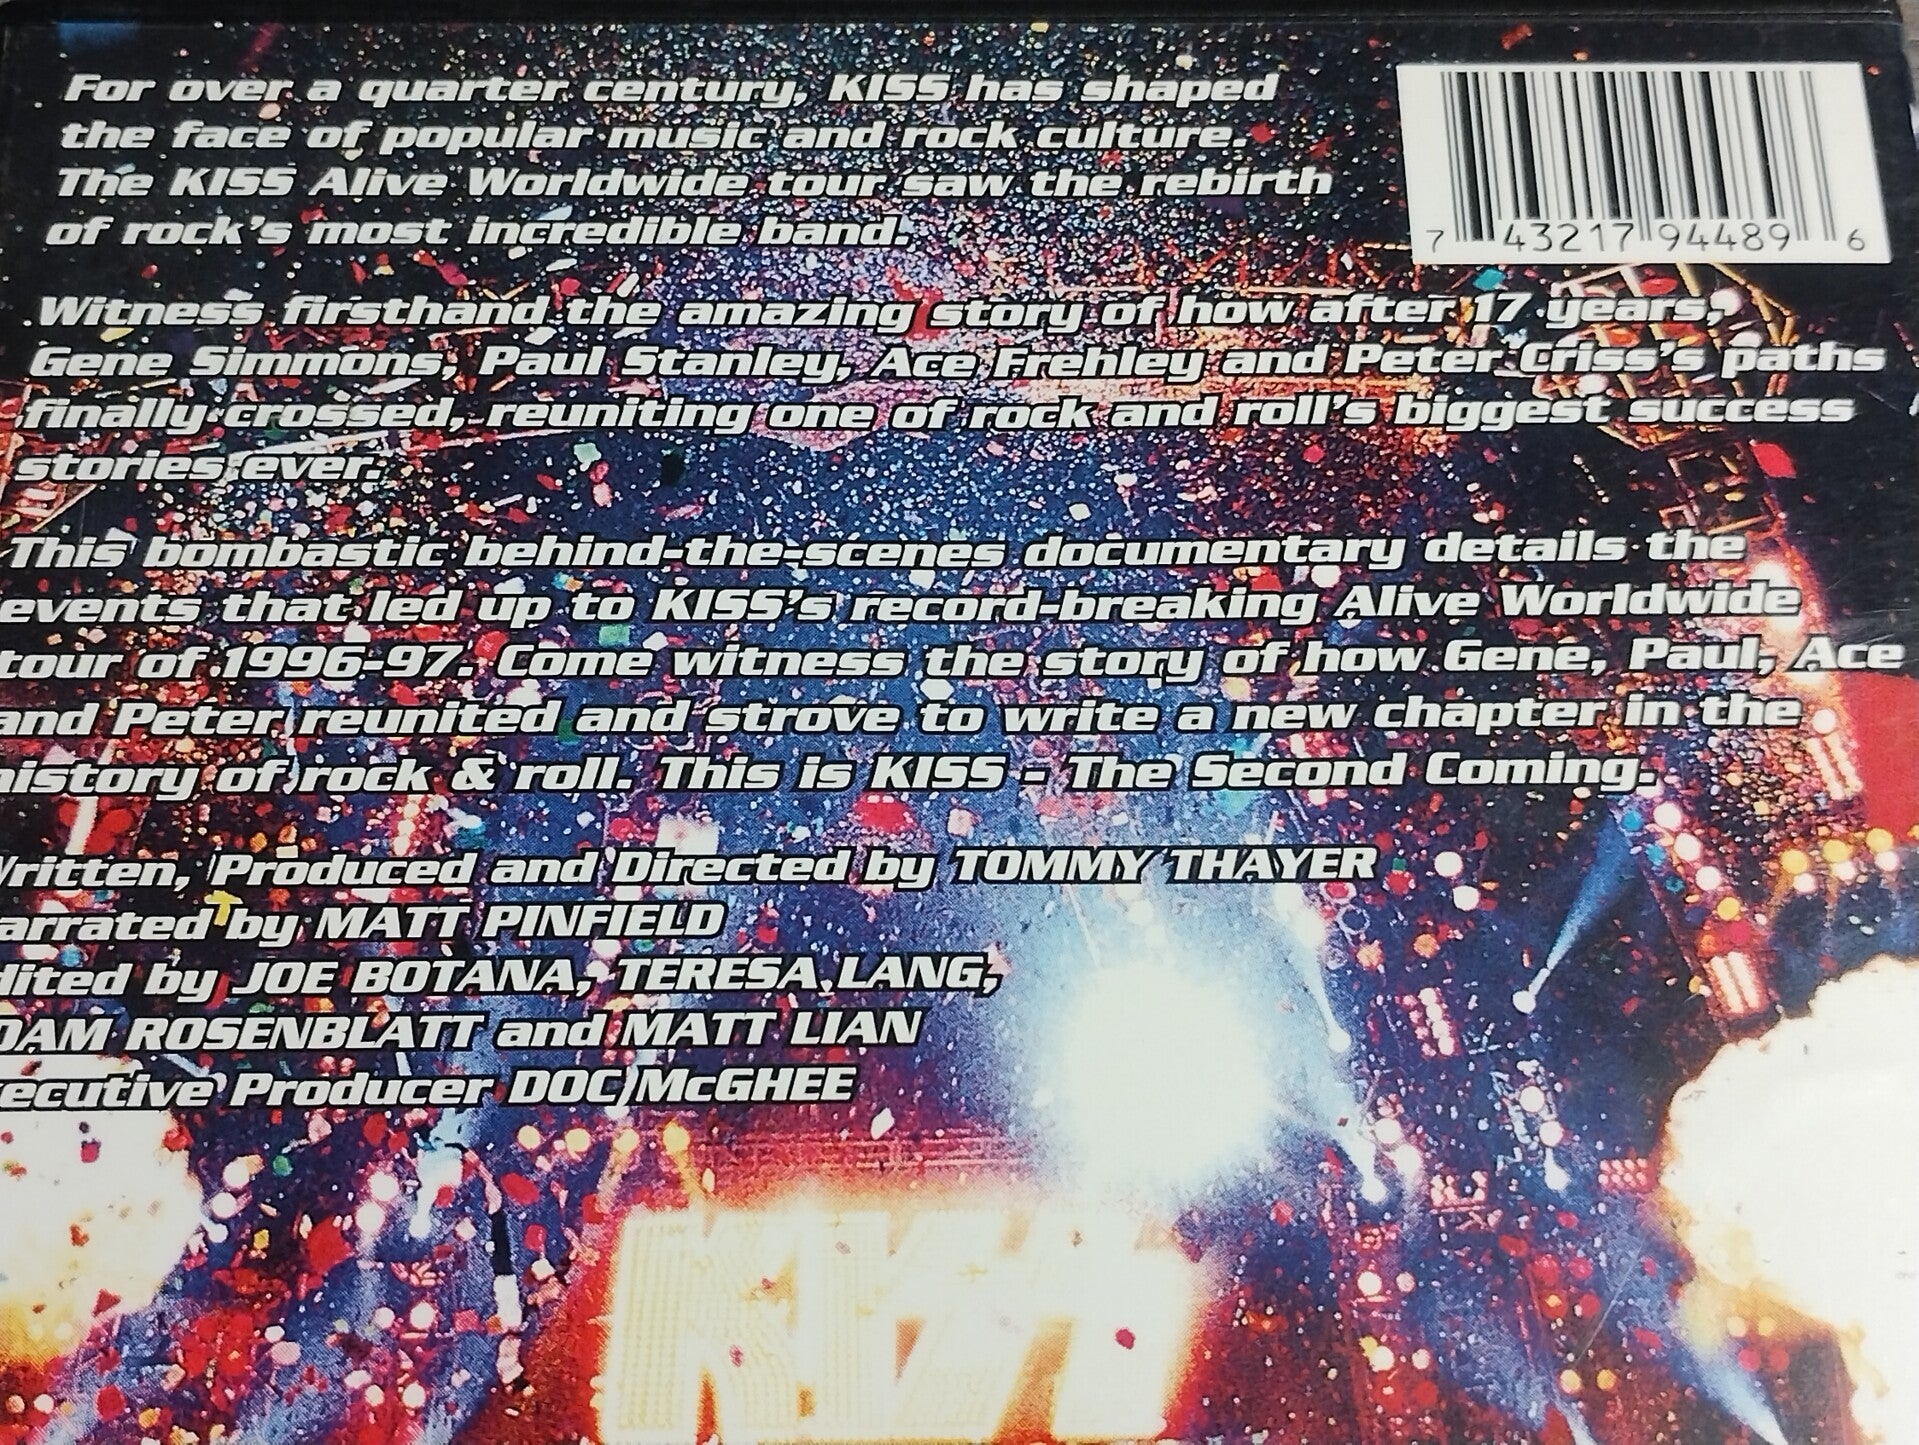 For over a quarter century, KISS has shaped
the face of popular music and rock culture.
The KISS Alive Worldwide tour saw the rebirth
of rock's most incredible band.
7 43217 94489 6
Witness firsthand the amazing story of how after 17 years,
Gene Simmons, Paul Stanley, Ace Frehley and Peter Criss's paths
finally crossed, reuniting one of rock and roll's biggest success
stories ever.
This bombastic behind-the-scenes documentary details the
events that led up to KISS's record-breaking Alive Worldwide
tour of 1996-97. Come witness the story of how Gene, Paul, Ace
and Peter reunited and strove to write a new chapter in the
history of rock & roll. This is KISS - The Second Coming.
Written, Produced and Directed by TOMMY THAYER
arrated by MATT PINFIELD
dited by JOE BOTANA, TERESA LANG,
DAM ROSENBLATT and MATT LIAN
ecutive Producer DOC McGHEE
KISS